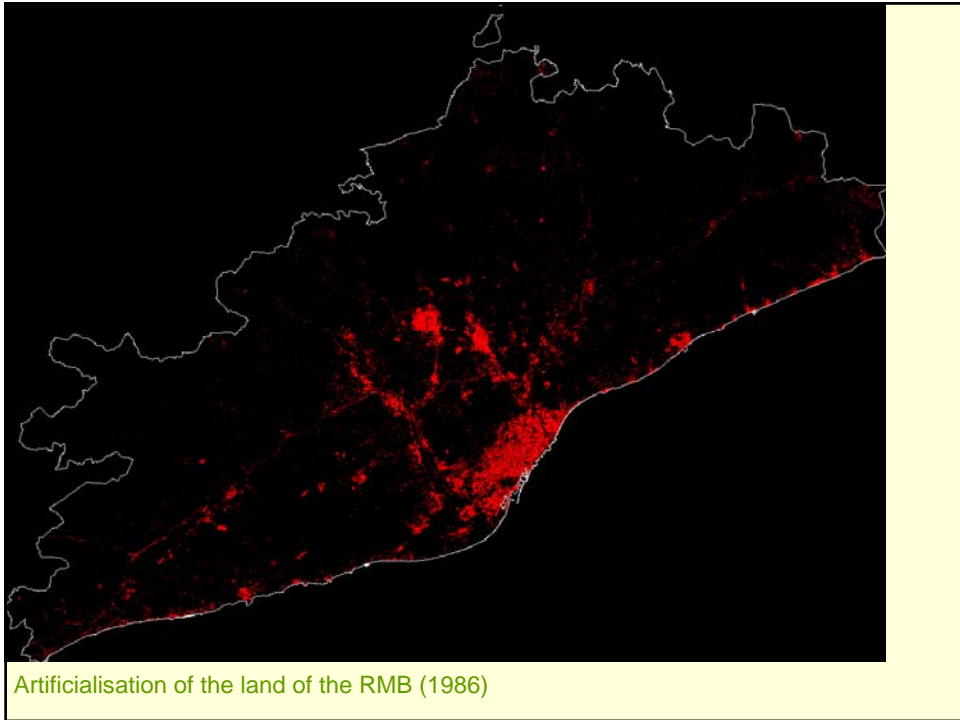 Artificialisation of the land of the RMB (1986)